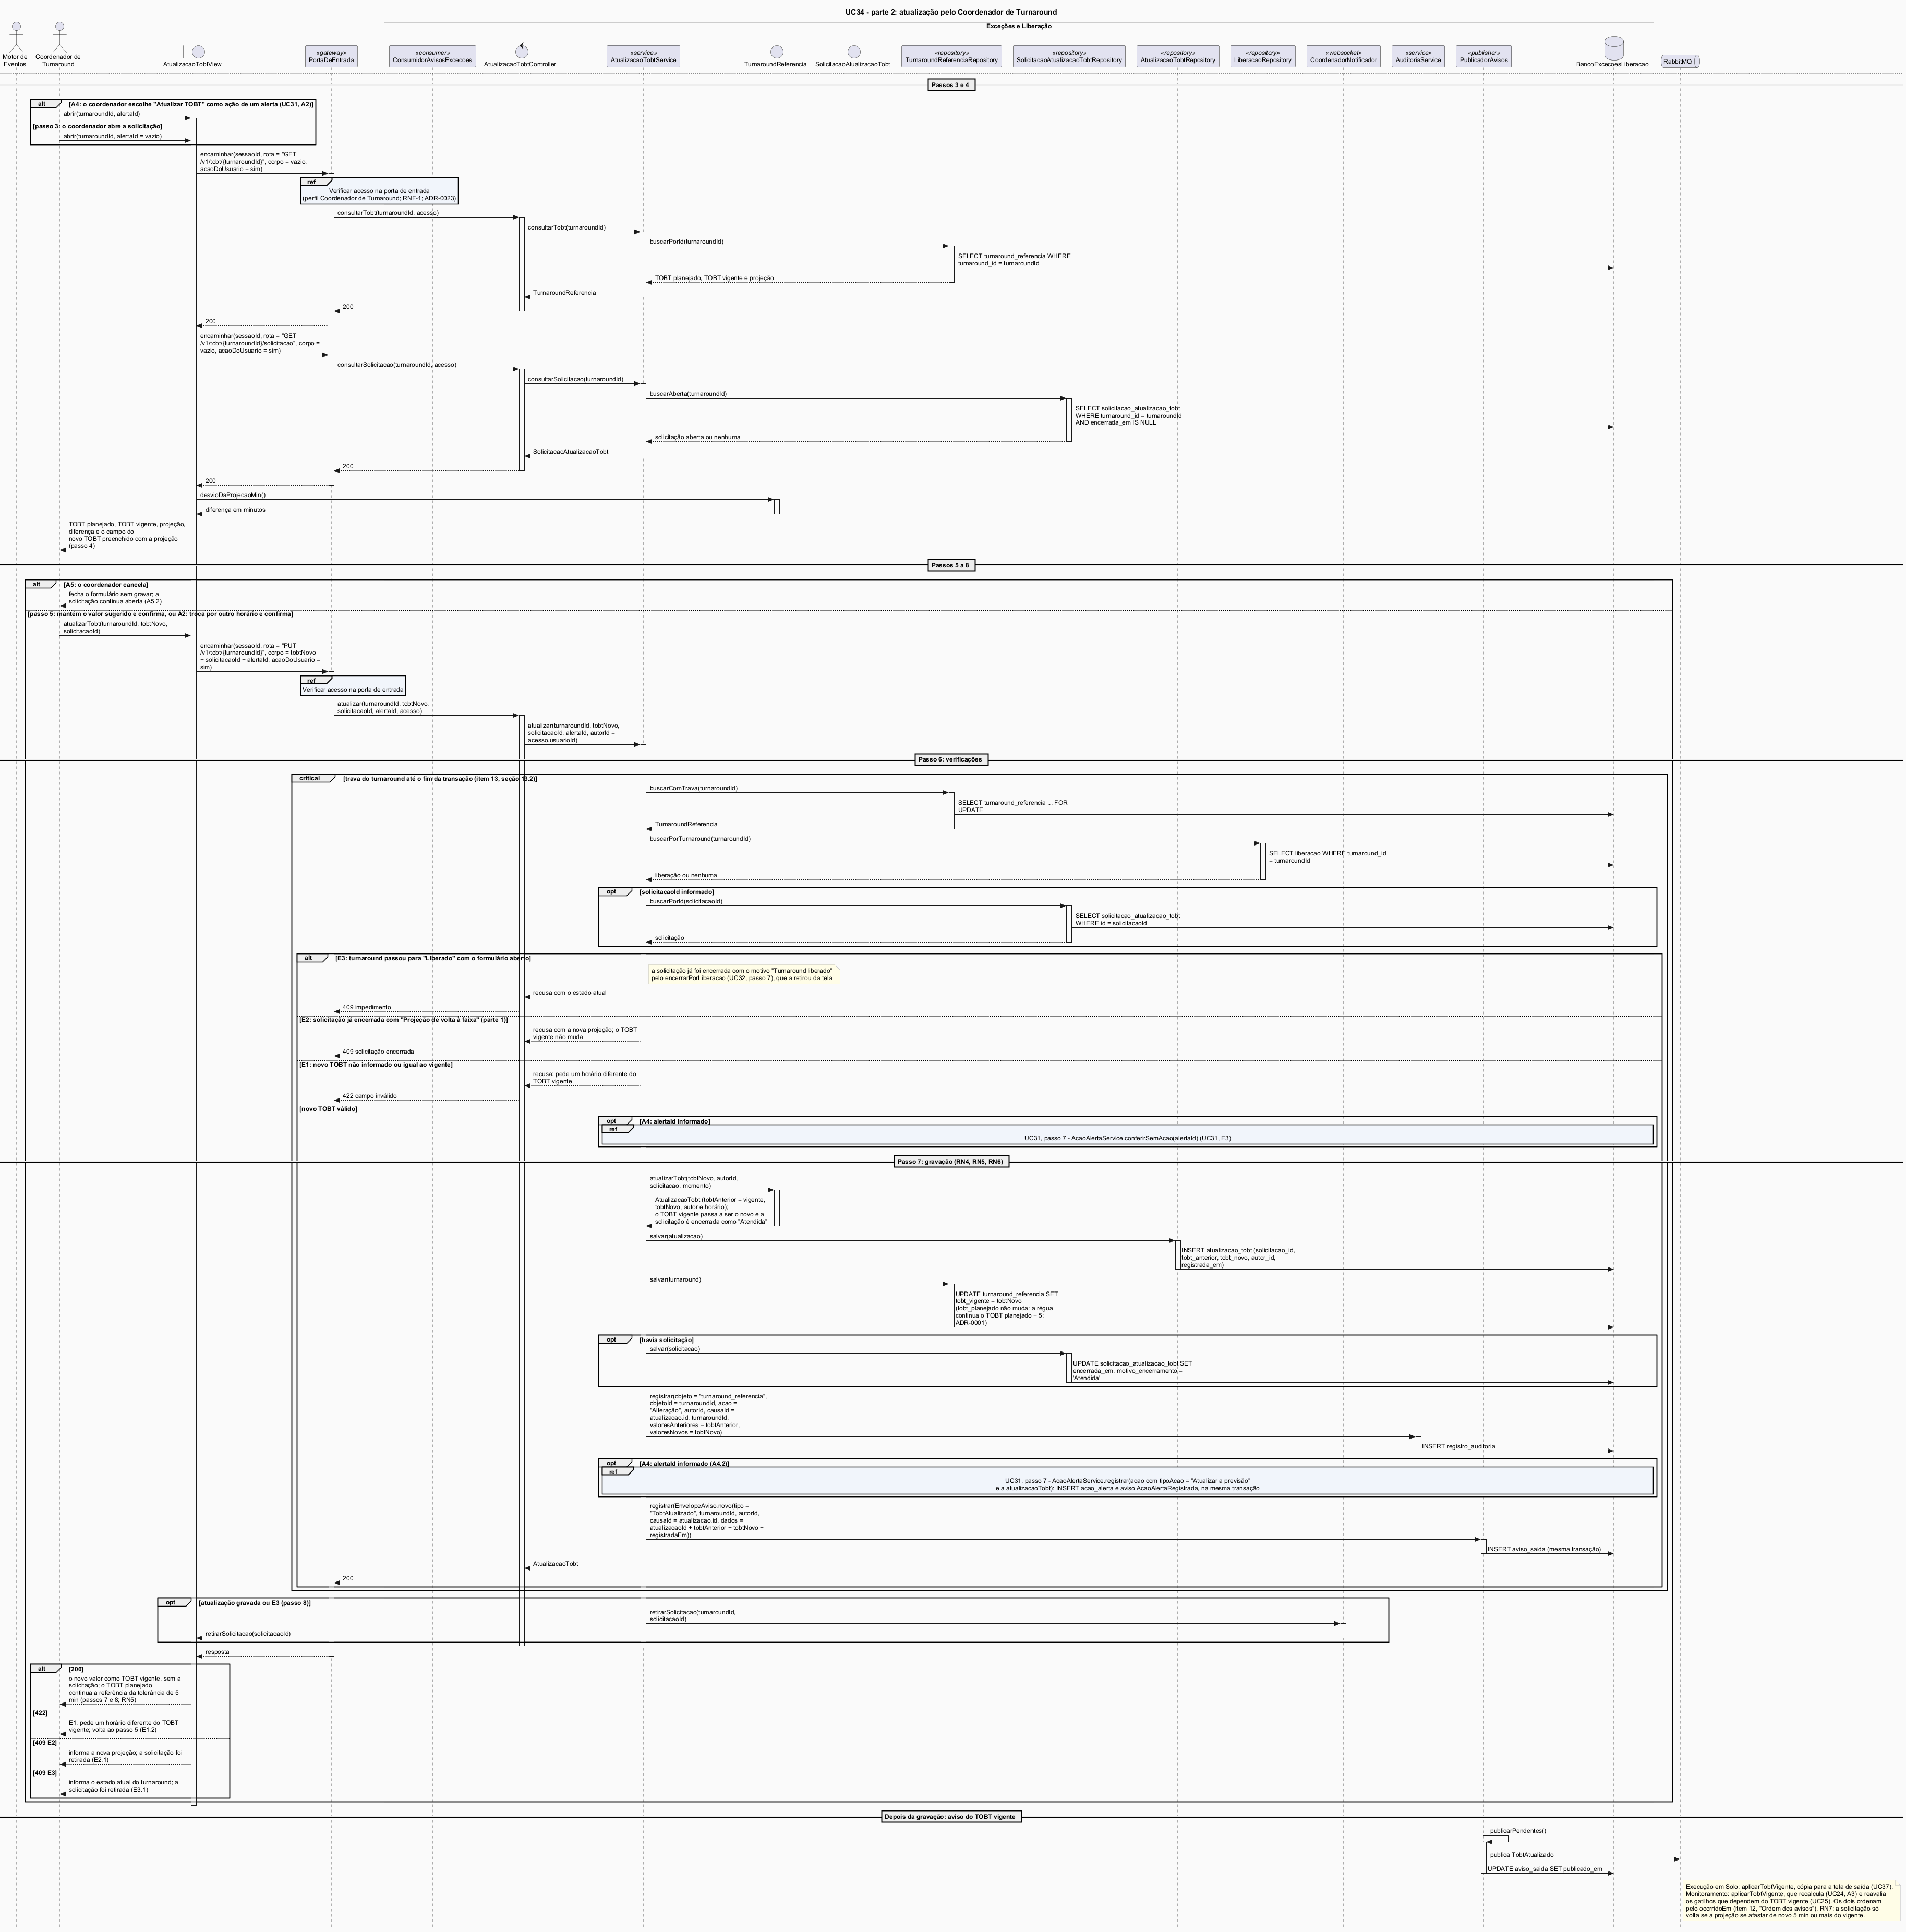 UC34 - parte 2: atualização pelo Coordenador de Turnaround
Exceções e Liberação
Motor de
Eventos
Coordenador de
Turnaround
AtualizacaoTobtView
«gateway»
PortaDeEntrada
«consumer»
ConsumidorAvisosExcecoes
AtualizacaoTobtController
«service»
AtualizacaoTobtService
TurnaroundReferencia
SolicitacaoAtualizacaoTobt
«repository»
TurnaroundReferenciaRepository
«repository»
SolicitacaoAtualizacaoTobtRepository
«repository»
AtualizacaoTobtRepository
«repository»
LiberacaoRepository
«websocket»
CoordenadorNotificador
«service»
AuditoriaService
«publisher»
PublicadorAvisos
BancoExcecoesLiberacao
RabbitMQ
Passos 3 e 4
alt [A4: o coordenador escolhe "Atualizar TOBT" como ação de um alerta (UC31, A2)]
abrir(turnaroundId, alertaId)
[passo 3: o coordenador abre a solicitação]
abrir(turnaroundId, alertaId = vazio)
encaminhar(sessaoId, rota = "GET
/v1/tobt/{turnaroundId}", corpo = vazio,
acaoDoUsuario = sim)
ref
Verificar acesso na porta de entrada
(perfil Coordenador de Turnaround; RNF-1; ADR-0023)
consultarTobt(turnaroundId, acesso)
consultarTobt(turnaroundId)
buscarPorId(turnaroundId)
SELECT turnaround_referencia WHERE
turnaround_id = turnaroundId
TOBT planejado, TOBT vigente e projeção
TurnaroundReferencia
200
200
encaminhar(sessaoId, rota = "GET
/v1/tobt/{turnaroundId}/solicitacao", corpo =
vazio, acaoDoUsuario = sim)
consultarSolicitacao(turnaroundId, acesso)
consultarSolicitacao(turnaroundId)
buscarAberta(turnaroundId)
SELECT solicitacao_atualizacao_tobt
WHERE turnaround_id = turnaroundId
AND encerrada_em IS NULL
solicitação aberta ou nenhuma
SolicitacaoAtualizacaoTobt
200
200
desvioDaProjecaoMin()
diferença em minutos
TOBT planejado, TOBT vigente, projeção,
diferença e o campo do
novo TOBT preenchido com a projeção
(passo 4)
Passos 5 a 8
alt [A5: o coordenador cancela]
fecha o formulário sem gravar; a
solicitação continua aberta (A5.2)
[passo 5: mantém o valor sugerido e confirma, ou A2: troca por outro horário e confirma]
atualizarTobt(turnaroundId, tobtNovo,
solicitacaoId)
encaminhar(sessaoId, rota = "PUT
/v1/tobt/{turnaroundId}", corpo = tobtNovo
+ solicitacaoId + alertaId, acaoDoUsuario =
sim)
ref
Verificar acesso na porta de entrada
atualizar(turnaroundId, tobtNovo,
solicitacaoId, alertaId, acesso)
atualizar(turnaroundId, tobtNovo,
solicitacaoId, alertaId, autorId =
acesso.usuarioId)
Passo 6: verificações
critical [trava do turnaround até o fim da transação (item 13, seção 13.2)]
buscarComTrava(turnaroundId)
SELECT turnaround_referencia ... FOR
UPDATE
TurnaroundReferencia
buscarPorTurnaround(turnaroundId)
SELECT liberacao WHERE turnaround_id
= turnaroundId
liberação ou nenhuma
opt [solicitacaoId informado]
buscarPorId(solicitacaoId)
SELECT solicitacao_atualizacao_tobt
WHERE id = solicitacaoId
solicitação
alt [E3: turnaround passou para "Liberado" com o formulário aberto]
a solicitação já foi encerrada com o motivo "Turnaround liberado"
pelo encerrarPorLiberacao (UC32, passo 7), que a retirou da tela
recusa com o estado atual
409 impedimento
[E2: solicitação já encerrada com "Projeção de volta à faixa" (parte 1)]
recusa com a nova projeção; o TOBT
vigente não muda
409 solicitação encerrada
[E1: novo TOBT não informado ou igual ao vigente]
recusa: pede um horário diferente do
TOBT vigente
422 campo inválido
[novo TOBT válido]
opt [A4: alertaId informado]
ref
UC31, passo 7 - AcaoAlertaService.conferirSemAcao(alertaId) (UC31, E3)
Passo 7: gravação (RN4, RN5, RN6)
atualizarTobt(tobtNovo, autorId,
solicitacao, momento)
AtualizacaoTobt (tobtAnterior = vigente,
tobtNovo, autor e horário);
o TOBT vigente passa a ser o novo e a
solicitação é encerrada como "Atendida"
salvar(atualizacao)
INSERT atualizacao_tobt (solicitacao_id,
tobt_anterior, tobt_novo, autor_id,
registrada_em)
salvar(turnaround)
UPDATE turnaround_referencia SET
tobt_vigente = tobtNovo
(tobt_planejado não muda: a régua
continua o TOBT planejado + 5;
ADR-0001)
opt [havia solicitação]
salvar(solicitacao)
UPDATE solicitacao_atualizacao_tobt SET
encerrada_em, motivo_encerramento =
'Atendida'
registrar(objeto = "turnaround_referencia",
objetoId = turnaroundId, acao =
"Alteração", autorId, causaId =
atualizacao.id, turnaroundId,
valoresAnteriores = tobtAnterior,
valoresNovos = tobtNovo)
INSERT registro_auditoria
opt [A4: alertaId informado (A4.2)]
ref
UC31, passo 7 - AcaoAlertaService.registrar(acao com tipoAcao = "Atualizar a previsão"
e a atualizacaoTobt): INSERT acao_alerta e aviso AcaoAlertaRegistrada, na mesma transação
registrar(EnvelopeAviso.novo(tipo =
"TobtAtualizado", turnaroundId, autorId,
causaId = atualizacao.id, dados =
atualizacaoId + tobtAnterior + tobtNovo +
registradaEm))
INSERT aviso_saida (mesma transação)
AtualizacaoTobt
200
opt [atualização gravada ou E3 (passo 8)]
retirarSolicitacao(turnaroundId,
solicitacaoId)
retirarSolicitacao(solicitacaoId)
resposta
alt [200]
o novo valor como TOBT vigente, sem a
solicitação; o TOBT planejado
continua a referência da tolerância de 5
min (passos 7 e 8; RN5)
[422]
E1: pede um horário diferente do TOBT
vigente; volta ao passo 5 (E1.2)
[409 E2]
informa a nova projeção; a solicitação foi
retirada (E2.1)
[409 E3]
informa o estado atual do turnaround; a
solicitação foi retirada (E3.1)
Depois da gravação: aviso do TOBT vigente
publicarPendentes()
publica TobtAtualizado
UPDATE aviso_saida SET publicado_em
Execução em Solo: aplicarTobtVigente, cópia para a tela de saída (UC37).
Monitoramento: aplicarTobtVigente, que recalcula (UC24, A3) e reavalia
os gatilhos que dependem do TOBT vigente (UC25). Os dois ordenam
pelo ocorridoEm (item 12, "Ordem dos avisos"). RN7: a solicitação só
volta se a projeção se afastar de novo 5 min ou mais do vigente.